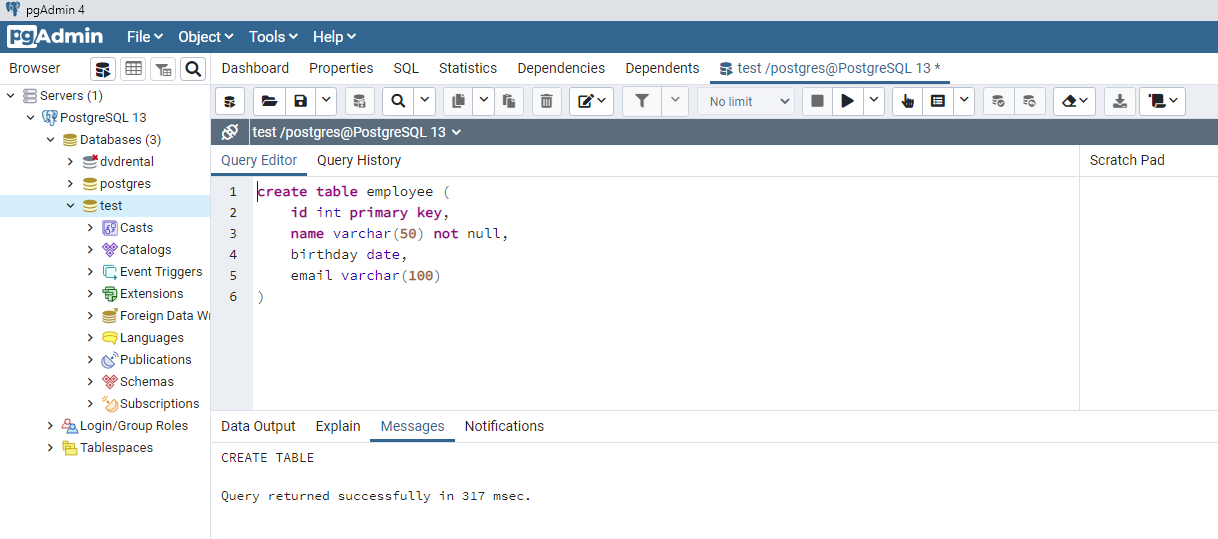 pgAdmin 4
pgAdmin File Object Tools Help
Browser
Dashboard Properties SQL Statistics Dependencies Dependents test /postgres@PostgreSQL 13 *
Servers (1)
PostgreSQL 13
Databases (3)
dvdrental
postgres
test
Casts
Catalogs
Event Triggers
Extensions
Foreign Data Wr
Languages
Publications
Schemas
Subscriptions
Login/Group Roles
Tablespaces
No limit
test /postgres@PostgreSQL 13
Query Editor Query History
Scratch Pad
1 create table employee (
2 id int primary key,
3 name varchar(50) not null,
4 birthday date,
5 email varchar(100)
6 )
Data Output Explain Messages Notifications
CREATE TABLE
Query returned successfully in 317 msec.